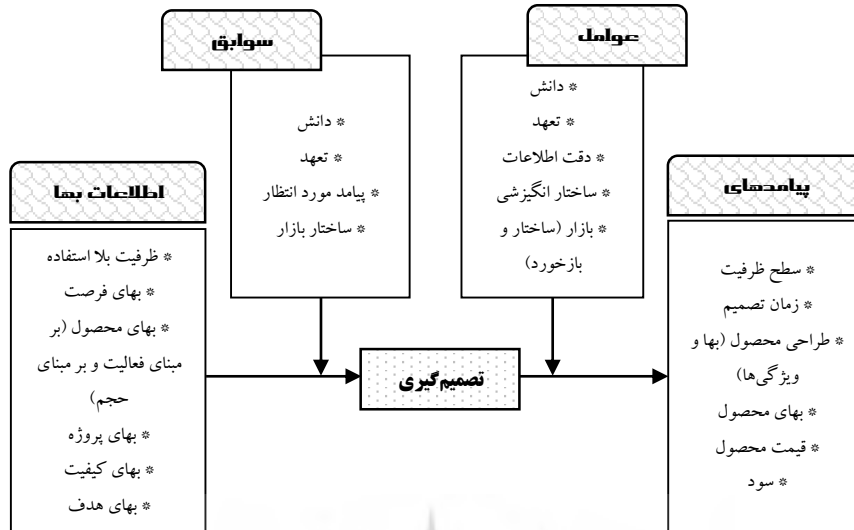 سوابق
* دانش
* تعهد
* پیامد مورد انتظار
* ساختار بازار
عوامل
* دانش
* تعهد
* دقت اطلاعات
* ساختار انگیزشی
* بازار (ساختار و
بازخورد)
اطلاعات بها
* ظرفیت بلا استفاده
* بهای فرصت
* بهای محصول (بر
مبنای فعالیت و بر مبنای
حجم)
* بهای پروژه
* بهای کیفیت
* بهای هدف
تصمیم‌گیری
پیامدهای
* سطح ظرفیت
* زمان تصمیم
* طراحی محصول (بها و
ویژگی‌ها)
* بهای محصول
* قیمت محصول
* سود